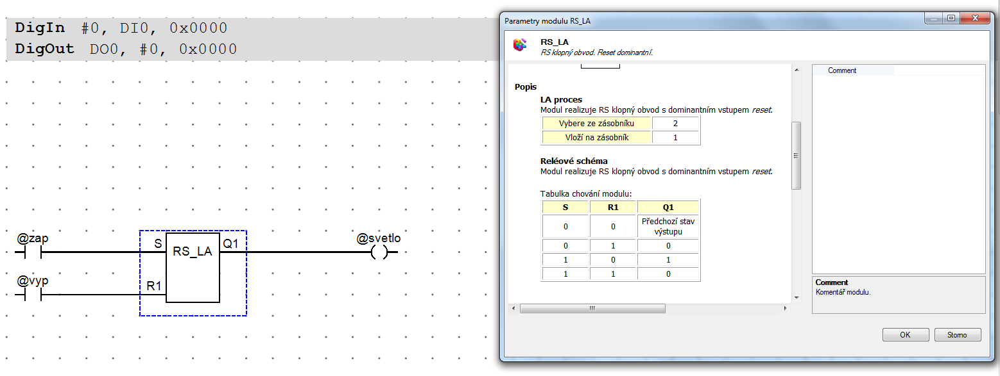 DigIn #0, DI0, 0x0000
DigOut DO0, #0, 0x0000
@zap
S
RS_LA
Q1
@svetlo
@vyp
R1
Parametry modulu RS_LA
RS_LA
RS klopný obvod. Reset dominantní.
Popis
LA proces
Modul realizuje RS klopný obvod s dominantním vstupem reset.
Vybere ze zásobníku 2
Vloží na zásobník 1
Reléové schéma
Modul realizuje RS klopný obvod s dominantním vstupem reset.
Tabulka chování modulu:
S R1 Q1
0 0 Předchozí stav výstupu
0 1 0
1 0 1
1 1 0
Comment
Comment
Komentář modulu.
OK Storno